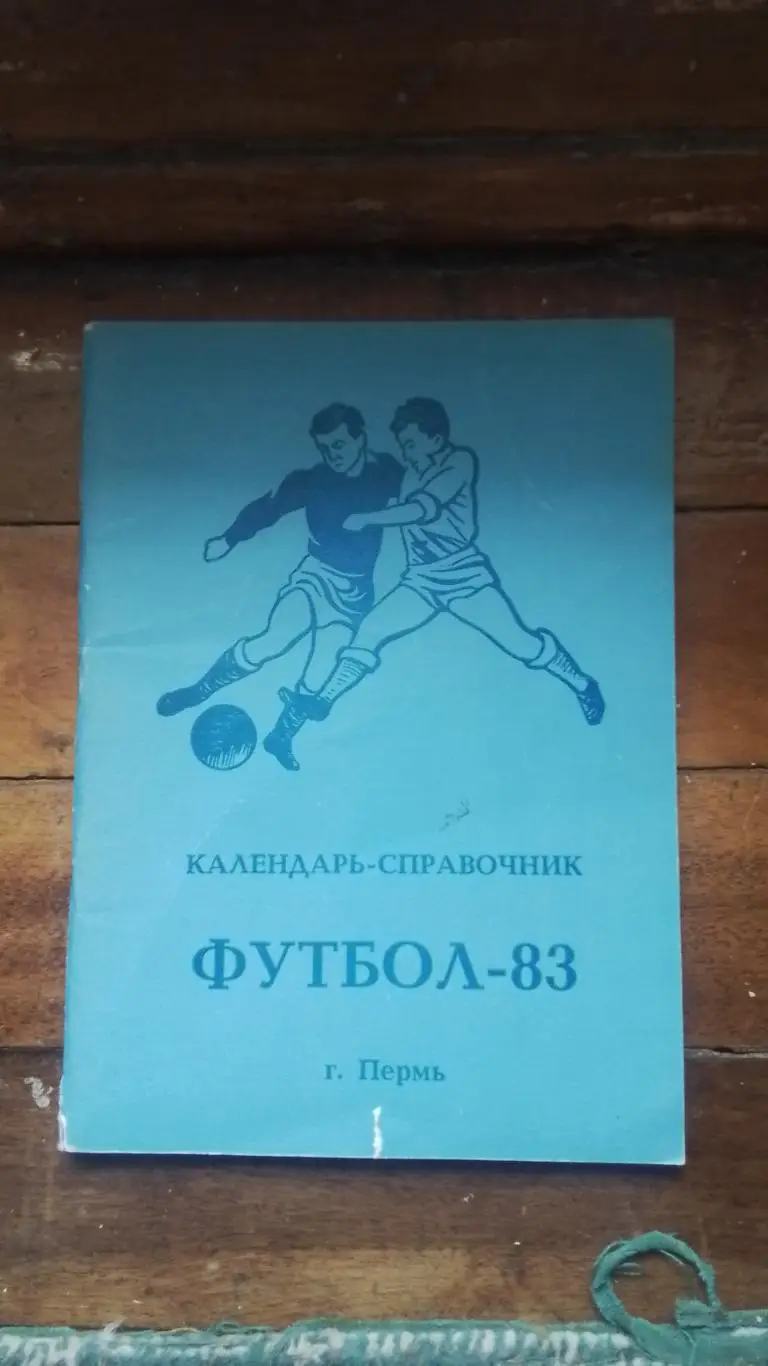 КАЛЕНДАРЬ-СПРАВОЧНИК
ФУТБОЛ-83
г. Пермь